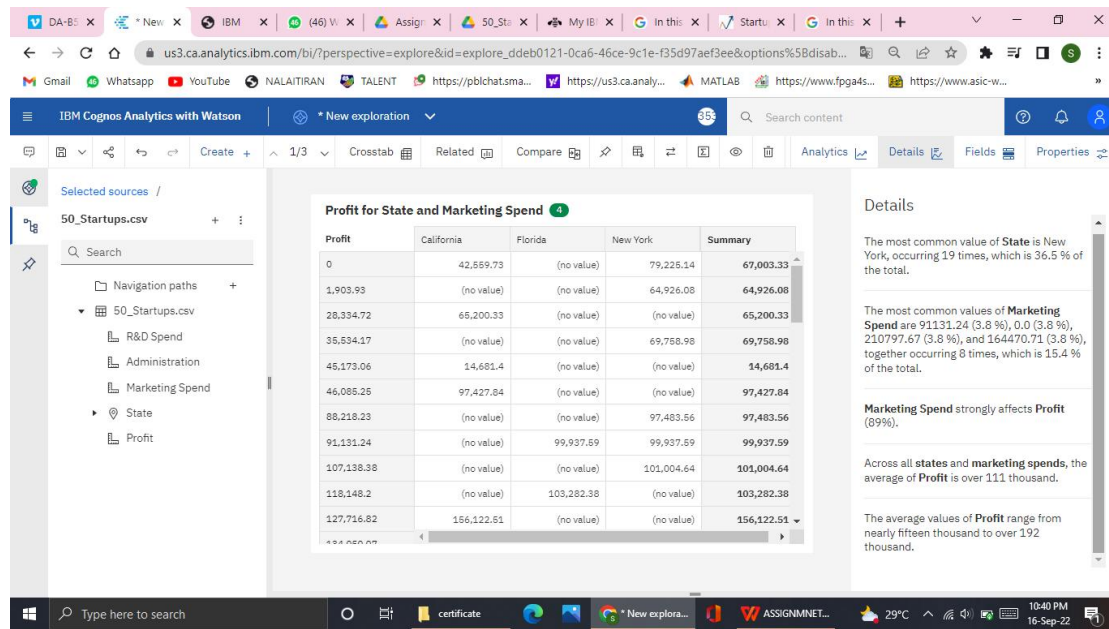 DA-BS
* New
IBM
(46) W
Assign
50_Sta
My IBM
In this
Startu
In this
us3.ca.analytics.ibm.com/bi/?perspective=explore&id=explore_ddeb0121-0ca6-46ce-9c1e-f35d97aef3ee&options%5Bdisab...
S
Gmail
Whatsapp
YouTube
NALAITIRAN
TALENT
https://pblchat.sma...
https://us3.ca.analy...
MATLAB
https://www.fpga4s...
https://www.asic-w...
»
IBM Cognos Analytics with Watson
* New exploration
353
Search content
Create +
1/3
Crosstab
Related
Compare
Analytics
Details
Fields
Properties
Selected sources /
50_Startups.csv
Search
Navigation paths
50_Startups.csv
R&D Spend
Administration
Marketing Spend
State
Profit
Profit for State and Marketing Spend 4
Profit California Florida New York Summary
0 42,559.73 (no value) 79,225.14 67,003.33
1,903.93 (no value) (no value) 64,926.08 64,926.08
28,334.72 65,200.33 (no value) (no value) 65,200.33
35,534.17 (no value) (no value) 69,758.98 69,758.98
45,173.06 14,681.4 (no value) (no value) 14,681.4
46,085.25 97,427.84 (no value) (no value) 97,427.84
88,218.23 (no value) (no value) 97,483.56 97,483.56
91,131.24 (no value) 99,937.59 99,937.59 99,937.59
107,138.38 (no value) (no value) 101,004.64 101,004.64
118,148.2 (no value) 103,282.38 (no value) 103,282.38
127,716.82 156,122.51 (no value) (no value) 156,122.51
Details
The most common value of State is New
York, occurring 19 times, which is 36.5 % of
the total.
The most common values of Marketing
Spend are 91131.24 (3.8 %), 0.0 (3.8 %),
210797.67 (3.8 %), and 164470.71 (3.8 %),
together occurring 8 times, which is 15.4 %
of the total.
Marketing Spend strongly affects Profit
(89%).
Across all states and marketing spends, the
average of Profit is over 111 thousand.
The average values of Profit range from
nearly fifteen thousand to over 192
thousand.
Type here to search
certificate
* New explora...
ASSIGNMNET...
29°C
10:40 PM
16-Sep-22